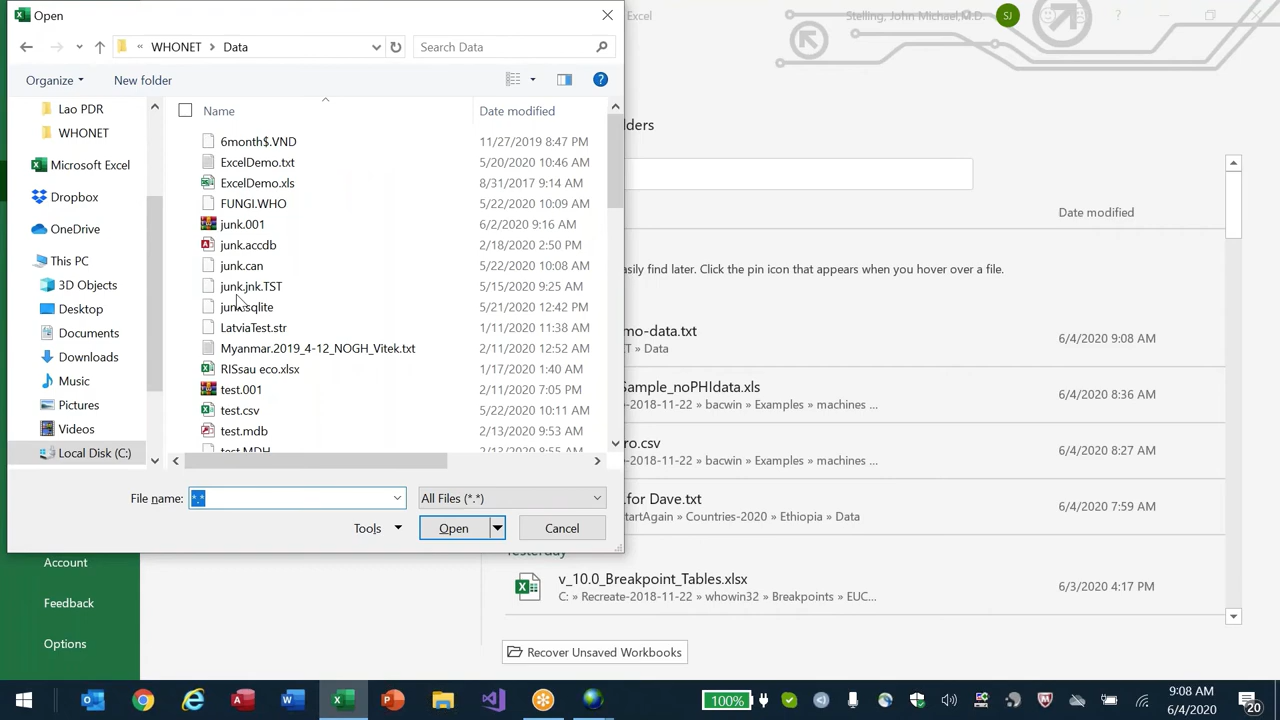 Open
Excel
Stelling, John Michael,M.D.
SJ
?
« WHONET > Data
Search Data
Organize
New folder
Name
Date modified
6month$.VND 11/27/2019 8:47 PM
ExcelDemo.txt 5/20/2020 10:46 AM
ExcelDemo.xls 8/31/2017 9:14 AM
FUNGI.WHO 5/22/2020 10:09 AM
junk.001 6/2/2020 9:16 AM
junk.accdb 2/18/2020 2:50 PM
junk.can 5/22/2020 10:08 AM
junk.jnk.TST 5/15/2020 9:25 AM
junk.sqlite 5/21/2020 12:42 PM
LatviaTest.str 1/11/2020 11:38 AM
Myanmar.2019_4-12_NOGH_Vitek.txt 2/11/2020 12:52 AM
RISsau eco.xlsx 1/17/2020 1:40 AM
test.001 2/11/2020 7:05 PM
test.csv 5/22/2020 10:11 AM
test.mdb 2/13/2020 9:53 AM
test.MDH 2/13/2020 8:55 AM
Lao PDR
WHONET
Microsoft Excel
Dropbox
OneDrive
This PC
3D Objects
Desktop
Documents
Downloads
Music
Pictures
Videos
Local Disk (C:)
File name: *.*
All Files (*.*)
Tools
Open
Cancel
lders
Date modified
easily find later. Click the pin icon that appears when you hover over a file.
mo-data.txt
T » Data
6/4/2020 9:08 AM
Sample_noPHIdata.xls
e-2018-11-22 » bacwin » Examples » machines ...
6/4/2020 8:36 AM
ro.csv
e-2018-11-22 » bacwin » Examples » machines ...
6/4/2020 8:27 AM
for Dave.txt
StartAgain » Countries-2020 » Ethiopia » Data
6/4/2020 7:59 AM
Yesterday
v_10.0_Breakpoint_Tables.xlsx
C: » Recreate-2018-11-22 » whowin32 » Breakpoints » EUC...
6/3/2020 4:17 PM
Recover Unsaved Workbooks
Account
Feedback
Options
100%
9:08 AM
6/4/2020
20